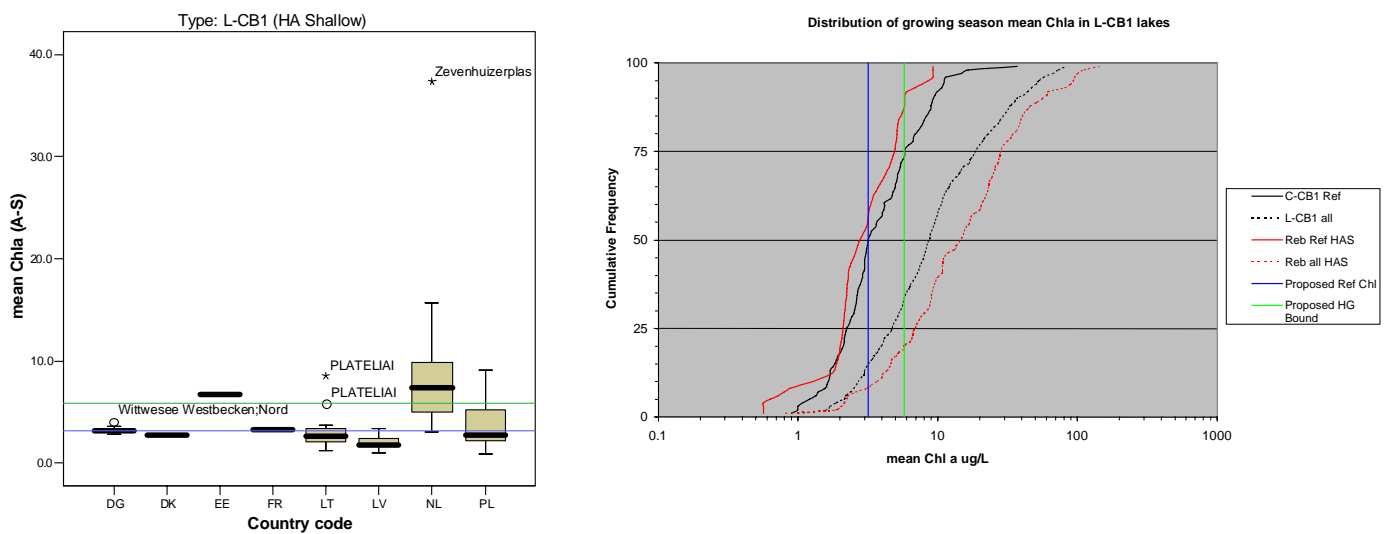 Type: L-CB1 (HA Shallow)
mean Chla (A-S)
40.0
30.0
20.0
10.0
0.0
Zevenhuizerplas
PLATELIAI
PLATELIAI
Wittwesee Westbecken;Nord
DG DK EE FR LT LV NL PL
Country code
Distribution of growing season mean Chla in L-CB1 lakes
Cumulative Frequency
100
75
50
25
0
0.1 1 10 100 1000
mean Chl a ug/L
C-CB1 Ref
L-CB1 all
Reb Ref HAS
Reb all HAS
Proposed Ref Chl
Proposed HG
Bound